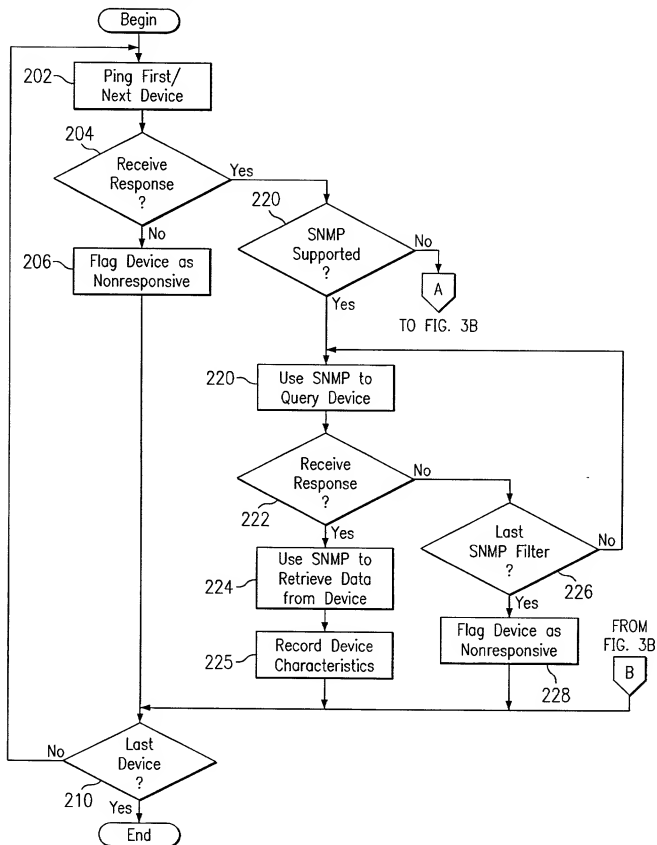 Begin
202
Ping First/
Next Device
204
Receive
Response
?
Yes
No
220
SNMP
Supported
?
No
Yes
A
TO FIG. 3B
206
Flag Device as
Nonresponsive
220
Use SNMP to
Query Device
Receive
Response
?
No
222
Yes
Last
SNMP Filter
?
No
226
Yes
224
Use SNMP to
Retrieve Data
from Device
225
Record Device
Characteristics
Flag Device as
Nonresponsive
228
FROM
FIG. 3B
B
Last
Device
?
No
210
Yes
End